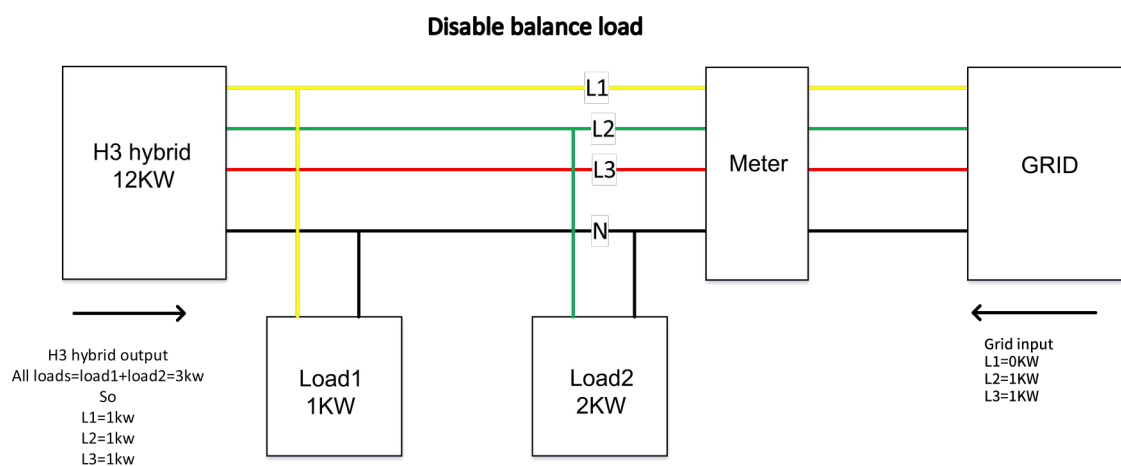 Disable balance load
H3 hybrid
12KW
L1
L2
L3
N
Meter
GRID
H3 hybrid output
All loads=load1+load2=3kw
So
L1=1kw
L2=1kw
L3=1kw
Load1
1KW
Load2
2KW
Grid input
L1=0KW
L2=1KW
L3=1KW